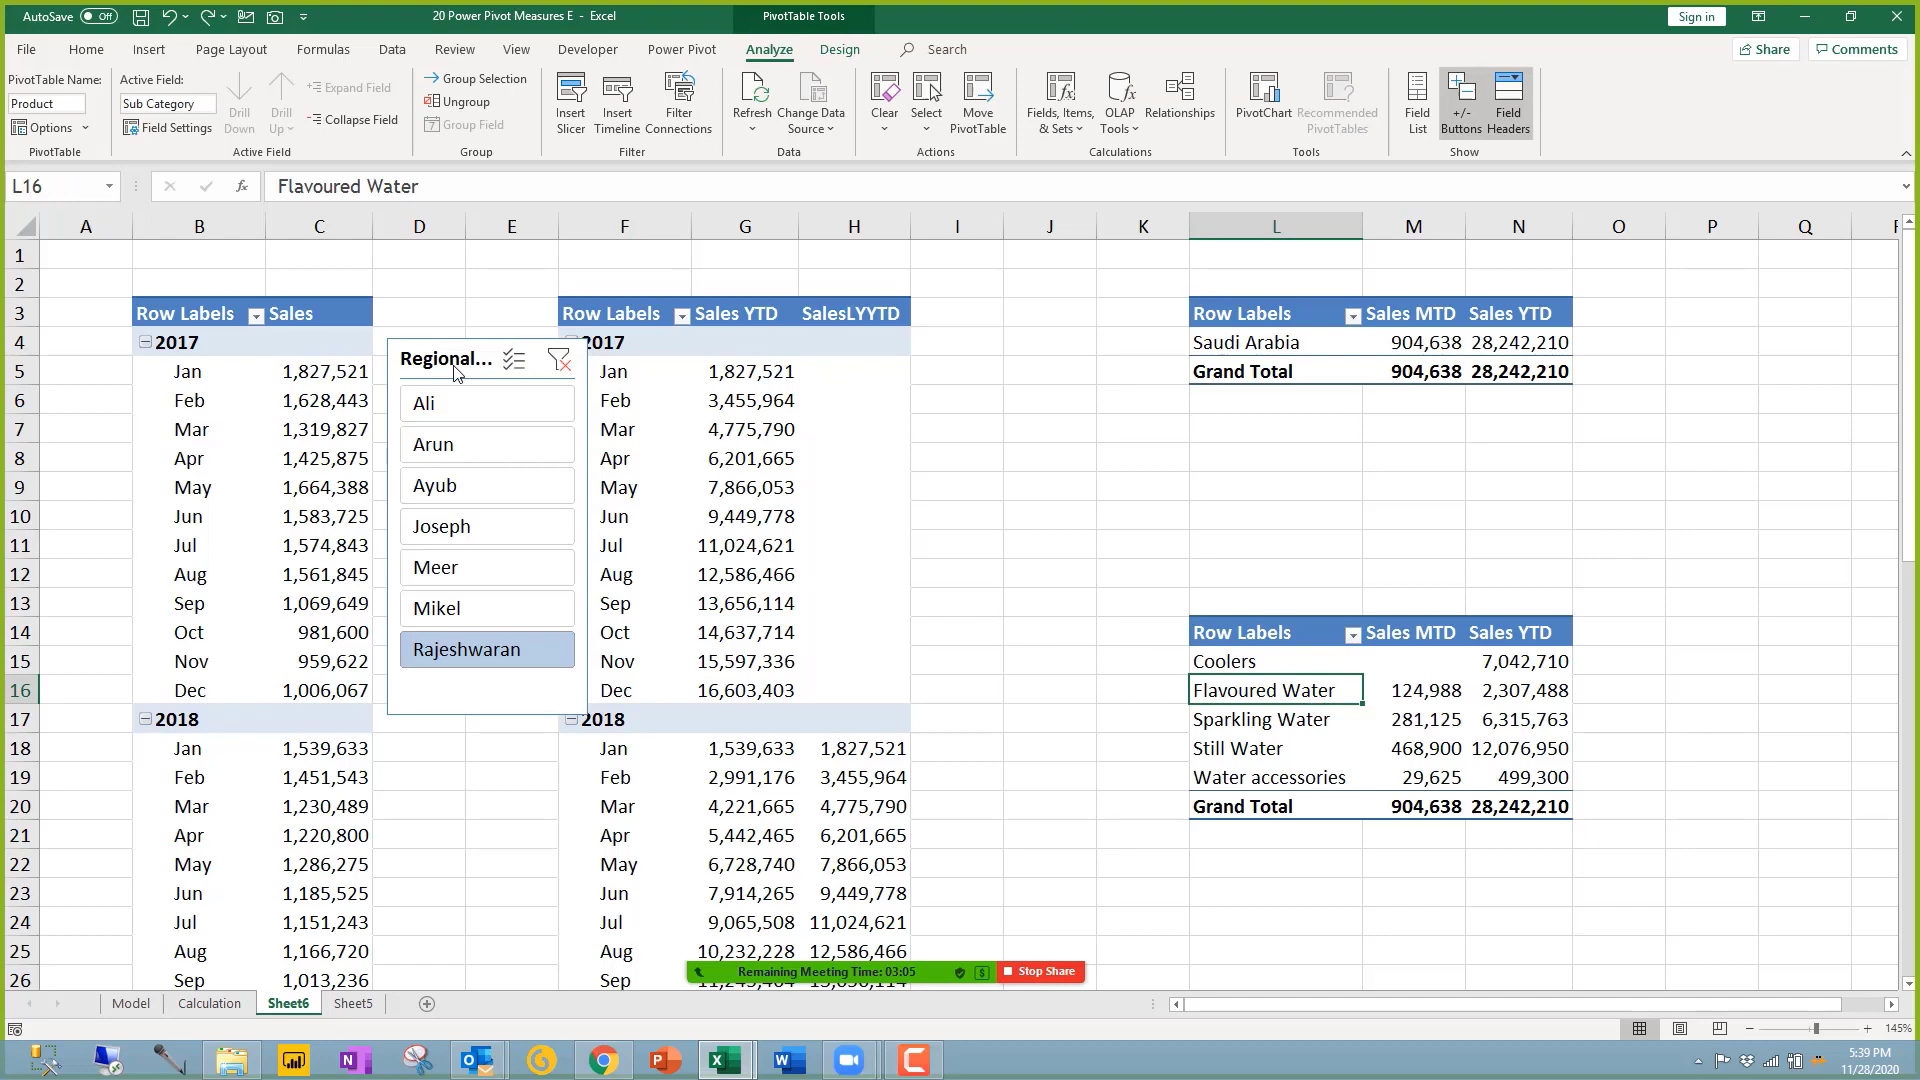 AutoSave Off
20 Power Pivot Measures E - Excel
PivotTable Tools
Sign in
File Home Insert Page Layout Formulas Data Review View Developer Power Pivot Analyze Design Search
Share Comments
PivotTable Name:
Product
Options
PivotTable
Active Field:
Sub Category
Field Settings
Drill Down
Drill Up
Expand Field
Collapse Field
Active Field
Group Selection
Ungroup
Group Field
Group
Insert Slicer
Insert Timeline
Filter Connections
Filter
Refresh
Change Data Source
Data
Clear
Select
Move PivotTable
Actions
Fields, Items, & Sets
OLAP Tools
Relationships
Calculations
PivotChart
Recommended PivotTables
Tools
Field List
+/- Buttons
Field Headers
Show
L16
fx
Flavoured Water
A B C D E F G H I J K L M N O P Q
1
2
3 Row Labels Sales Row Labels Sales YTD SalesLYYTD Row Labels Sales MTD Sales YTD
4 2017 2017 Saudi Arabia 904,638 28,242,210
5 Jan 1,827,521 Jan 1,827,521 Grand Total 904,638 28,242,210
6 Feb 1,628,443 Feb 3,455,964
7 Mar 1,319,827 Mar 4,775,790
8 Apr 1,425,875 Apr 6,201,665
9 May 1,664,388 May 7,866,053
10 Jun 1,583,725 Jun 9,449,778
11 Jul 1,574,843 Jul 11,024,621
12 Aug 1,561,845 Aug 12,586,466
13 Sep 1,069,649 Sep 13,656,114
14 Oct 981,600 Oct 14,637,714 Row Labels Sales MTD Sales YTD
15 Nov 959,622 Nov 15,597,336 Coolers 7,042,710
16 Dec 1,006,067 Dec 16,603,403 Flavoured Water 124,988 2,307,488
17 2018 2018 Sparkling Water 281,125 6,315,763
18 Jan 1,539,633 Jan 1,539,633 1,827,521 Still Water 468,900 12,076,950
19 Feb 1,451,543 Feb 2,991,176 3,455,964 Water accessories 29,625 499,300
20 Mar 1,230,489 Mar 4,221,665 4,775,790 Grand Total 904,638 28,242,210
21 Apr 1,220,800 Apr 5,442,465 6,201,665
22 May 1,286,275 May 6,728,740 7,866,053
23 Jun 1,185,525 Jun 7,914,265 9,449,778
24 Jul 1,151,243 Jul 9,065,508 11,024,621
25 Aug 1,166,720 Aug 10,232,228 12,586,466
26 Sep 1,013,236 Sep
Regional...
Ali
Arun
Ayub
Joseph
Meer
Mikel
Rajeshwaran
Remaining Meeting Time: 03:05
Stop Share
Model Calculation Sheet6 Sheet5
145%
5:39 PM
11/28/2020